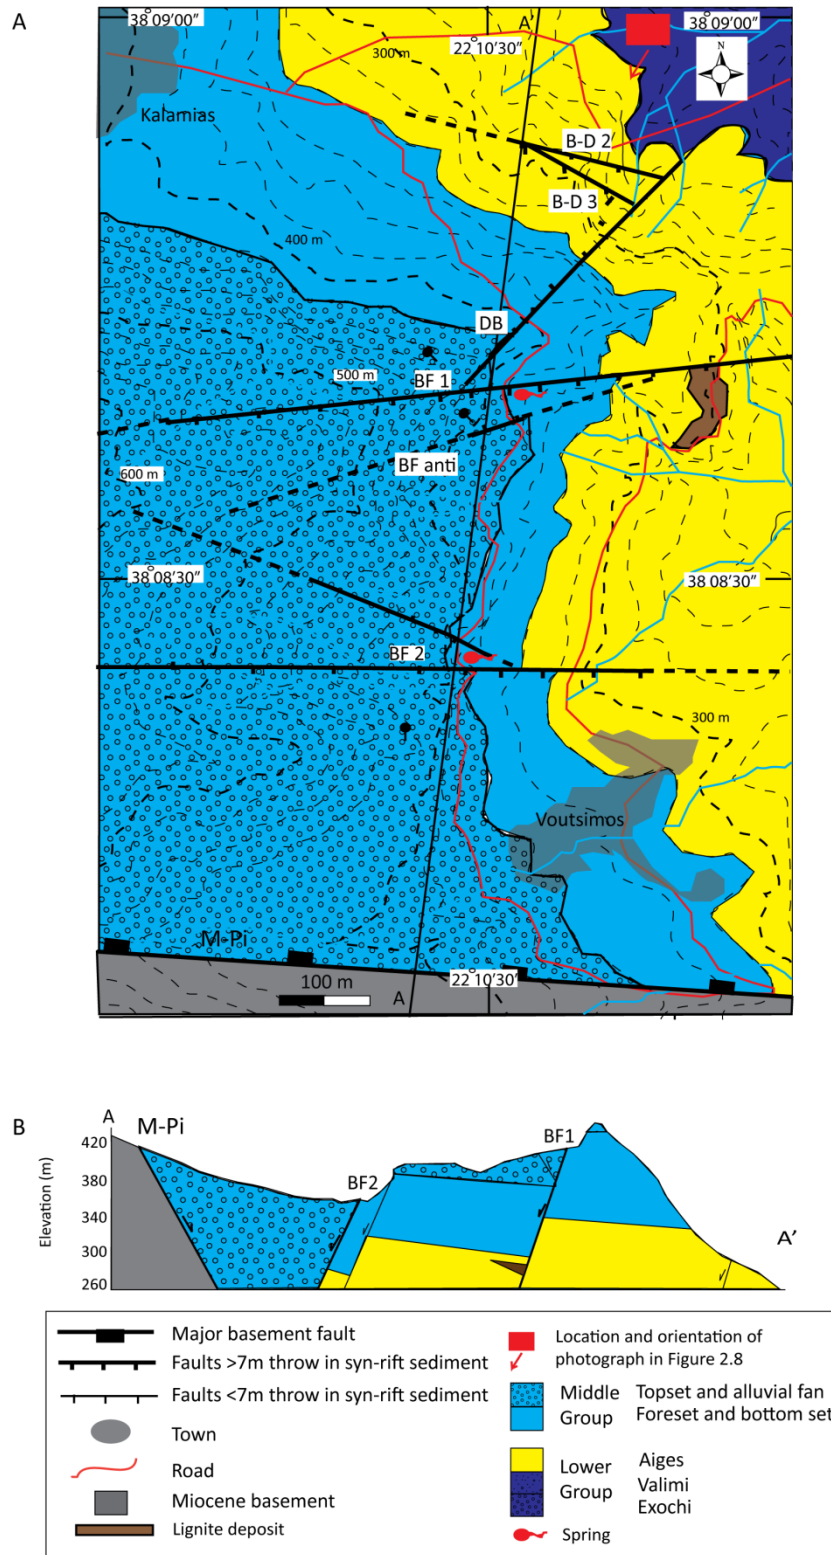 A
38°09′00″
A′
22°10′30″
38°09′00″
N
300 m
Kalamias
B-D 2
B-D 3
400 m
DB
BF 1
500 m
BF anti
600 m
38°08′30″
38°08′30″
BF 2
300 m
Voutsimos
M-Pi
100 m
A
22°10′30′
B
A
M-Pi
BF1
420
BF2
380
Elevation (m)
340
300
260
A′
Major basement fault
Faults >7m throw in syn-rift sediment
Faults <7m throw in syn-rift sediment
Town
Road
Miocene basement
Lignite deposit
Location and orientation of
photograph in Figure 2.8
Middle Topset and alluvial fan
Group Foreset and bottom set
Lower Aiges
Group Valimi
Exochi
Spring